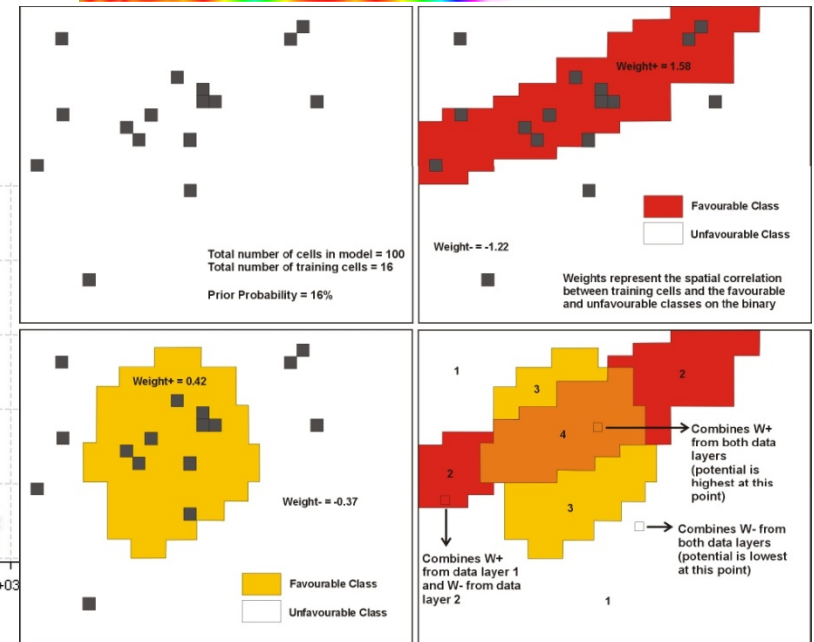 Total number of cells in model = 100
Total number of training cells = 16
Prior Probability = 16%
Weight+ = 1.58
Favourable Class
Unfavourable Class
Weight- = -1.22
Weights represent the spatial correlation
between training cells and the favourable
and unfavourable classes on the binary
+03
Weight+ = 0.42
Weight- = -0.37
Favourable Class
Unfavourable Class
1
2
3
4
2
3
1
Combines W+
from both data
layers
(potential is
highest at this
point)
Combines W- from
both data layers
(potential is lowest
at this point)
Combines W+
from data layer 1
and W- from data
layer 2